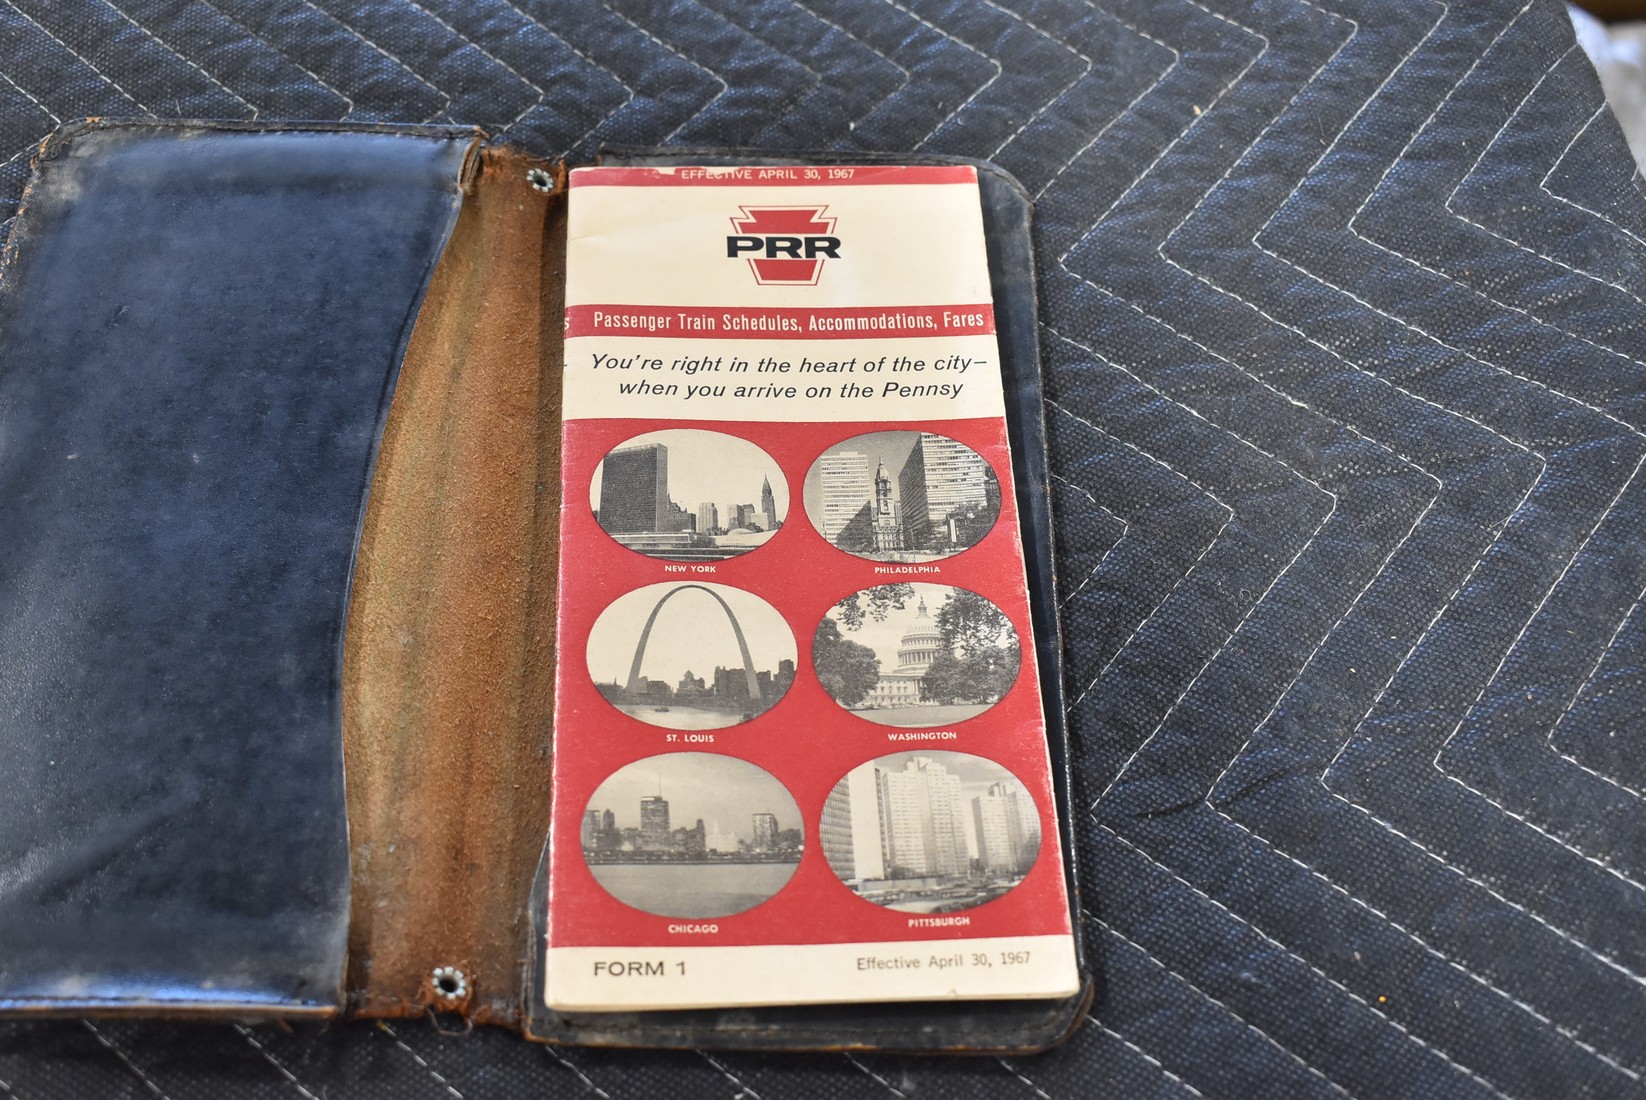 EFFECTIVE APRIL 30, 1967
PRR
s Passenger Train Schedules, Accommodations, Fares
You're right in the heart of the city–
when you arrive on the Pennsy
NEW YORK PHILADELPHIA
ST. LOUIS WASHINGTON
CHICAGO PITTSBURGH
FORM 1 Effective April 30, 1967